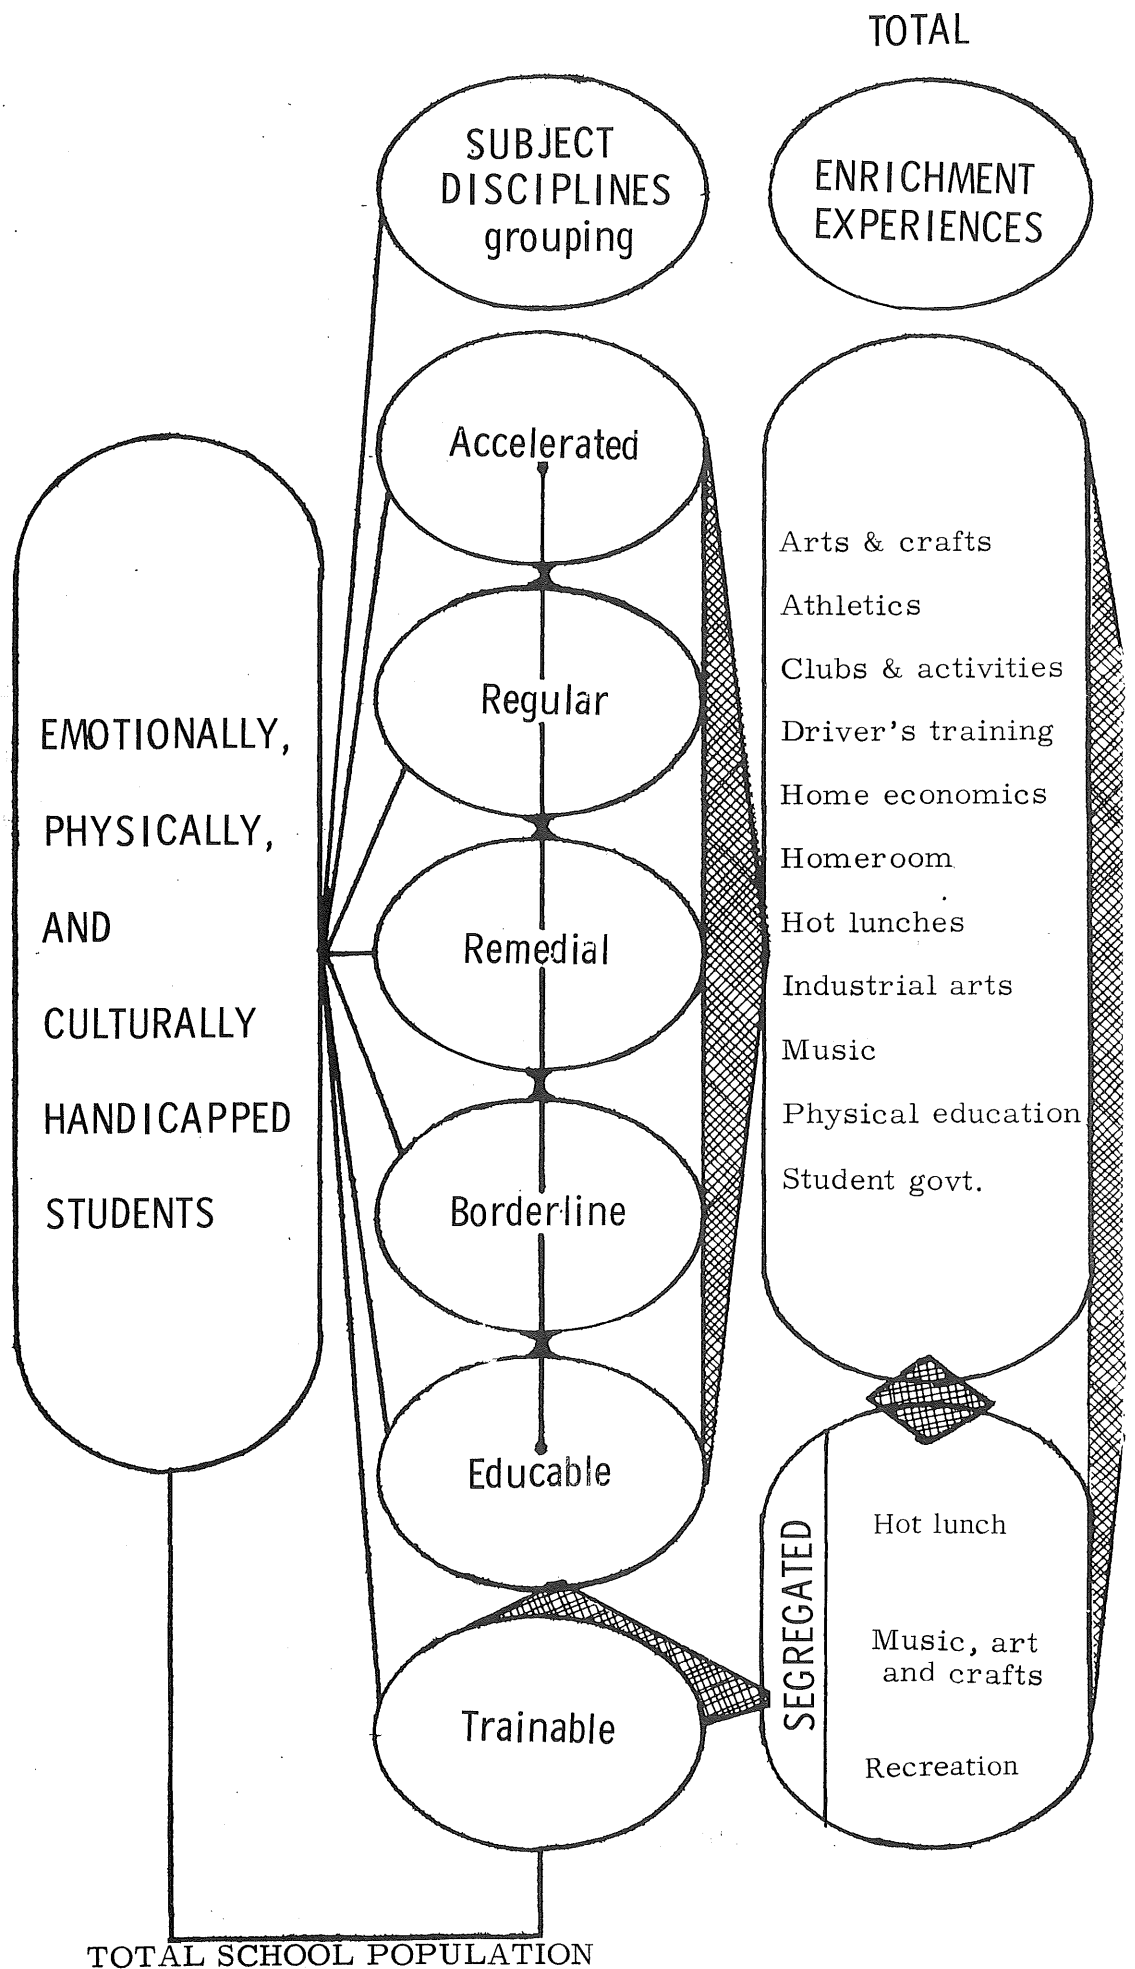 TOTAL
SUBJECT
DISCIPLINES
grouping
ENRICHMENT
EXPERIENCES
EMOTIONALLY,
PHYSICALLY,
AND
CULTURALLY
HANDICAPPED
STUDENTS
Accelerated
Regular
Remedial
Borderline
Educable
Trainable
Arts & crafts
Athletics
Clubs & activities
Driver's training
Home economics
Homeroom
Hot lunches
Industrial arts
Music
Physical education
Student govt.
SEGREGATED
Hot lunch
Music, art
and crafts
Recreation
TOTAL SCHOOL POPULATION